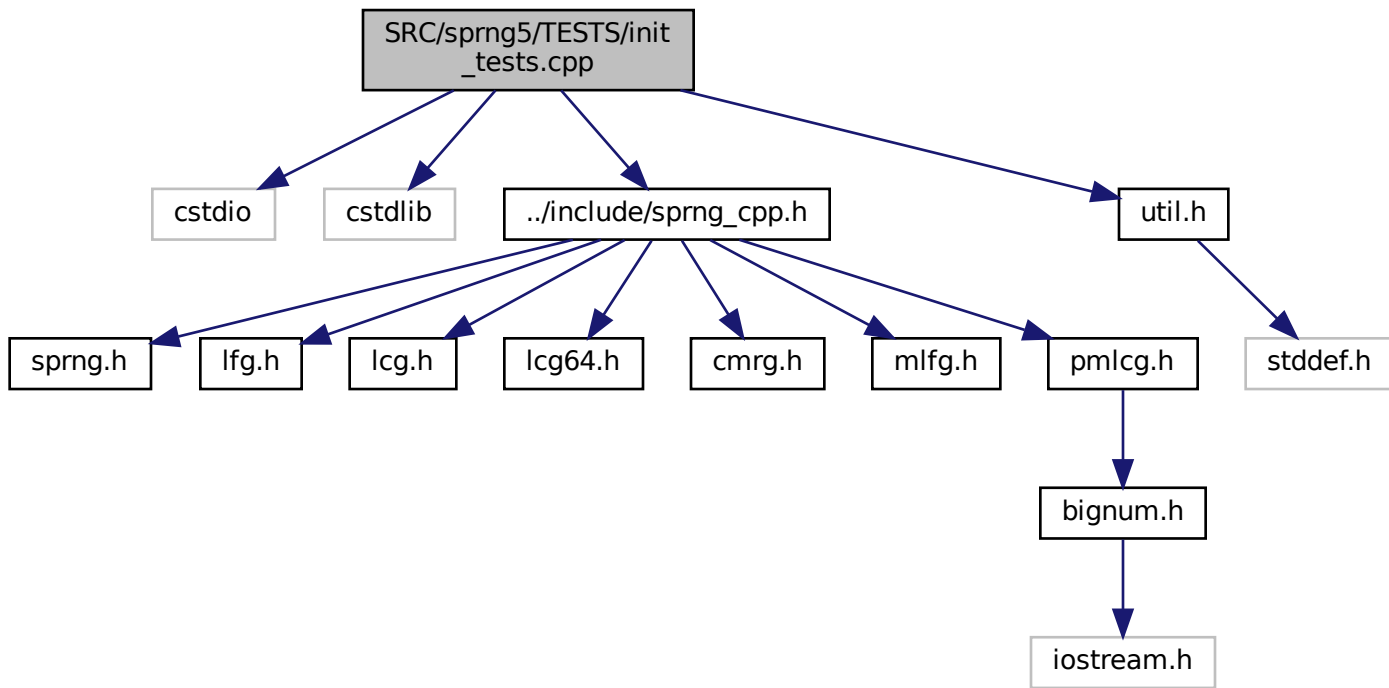 SRC/sprng5/TESTS/init
_tests.cpp
cstdio
cstdlib
../include/sprng_cpp.h
util.h
sprng.h
lfg.h
lcg.h
lcg64.h
cmrg.h
mlfg.h
pmlcg.h
stddef.h
bignum.h
iostream.h